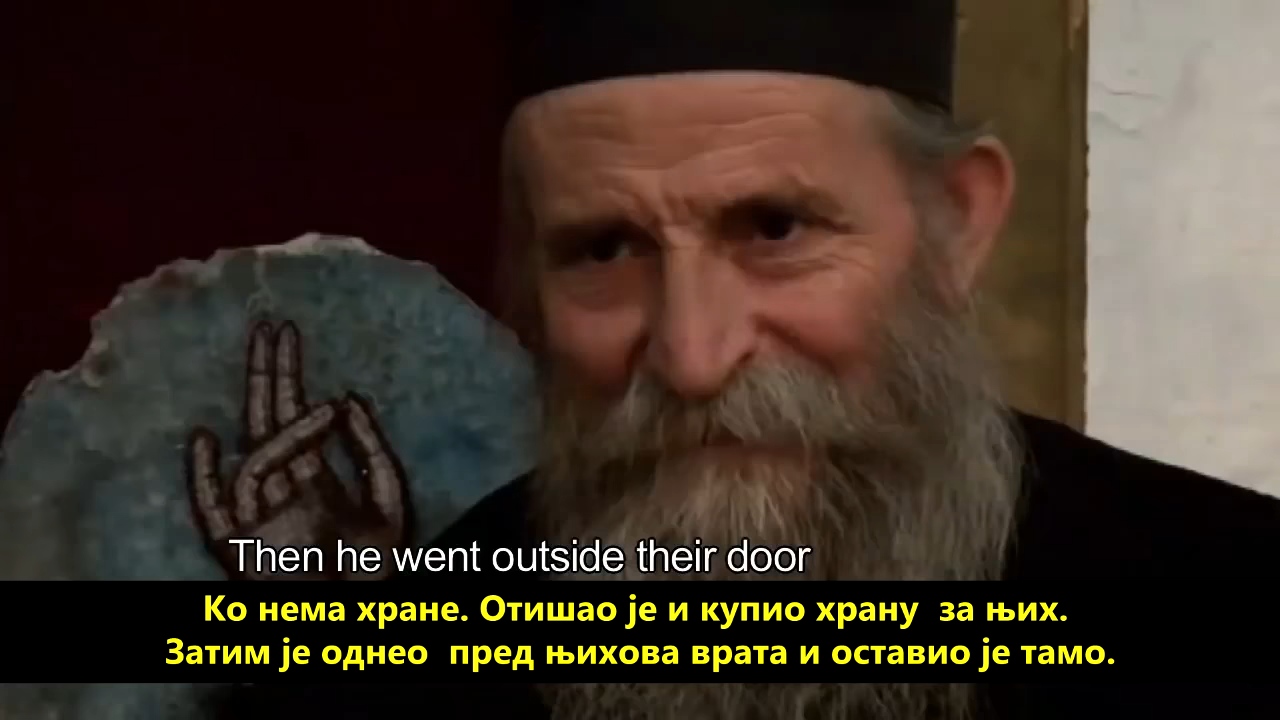 Then he went outside their door
Ко нема хране. Отишао је и купио храну за њих.
Затим је однео пред њихова врата и оставио је тамо.